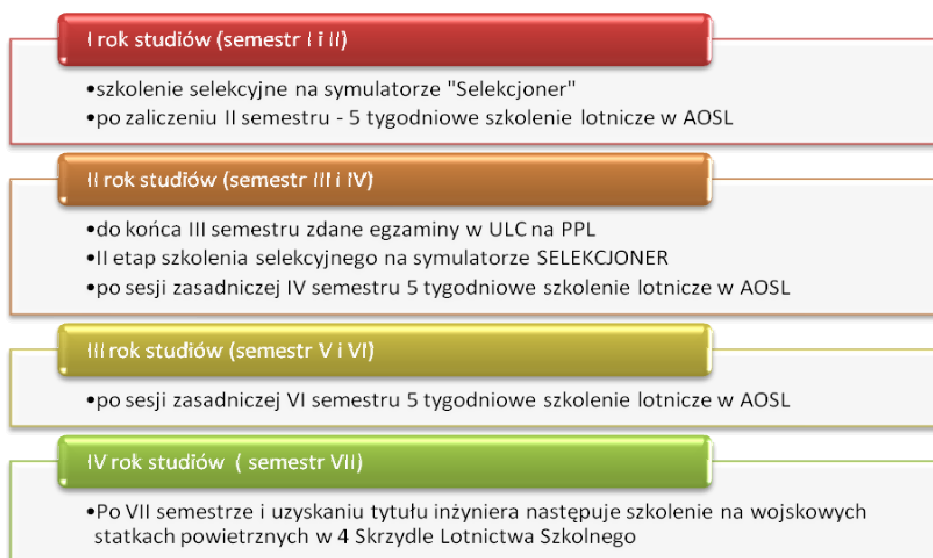 I rok studiów (semestr I i II)
•szkolenie selekcyjne na symulatorze "Selekcjoner"
•po zaliczeniu II semestru - 5 tygodniowe szkolenie lotnicze w AOSL
II rok studiów (semestr III i IV)
•do końca III semestru zdane egzaminy w ULC na PPL
•II etap szkolenia selekcyjnego na symulatorze SELEKCJONER
•po sesji zasadniczej IV semestru 5 tygodniowe szkolenie lotnicze w AOSL
III rok studiów (semestr V i VI)
•po sesji zasadniczej VI semestru 5 tygodniowe szkolenie lotnicze w AOSL
IV rok studiów ( semestr VII)
•Po VII semestrze i uzyskaniu tytułu inżyniera następuje szkolenie na wojskowych
statkach powietrznych w 4 Skrzydle Lotnictwa Szkolnego